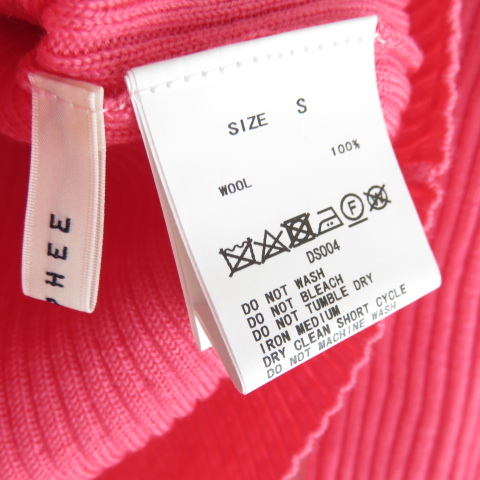 PHEE
SIZE S
100%
WOOL
F
W
DS004
DO NOT WASH
DO NOT BLEACH
DO NOT TUMBLE DRY
IRON MEDIUM
DRY CLEAN SHORT CYCLE
DO NOT MACHINE WASH